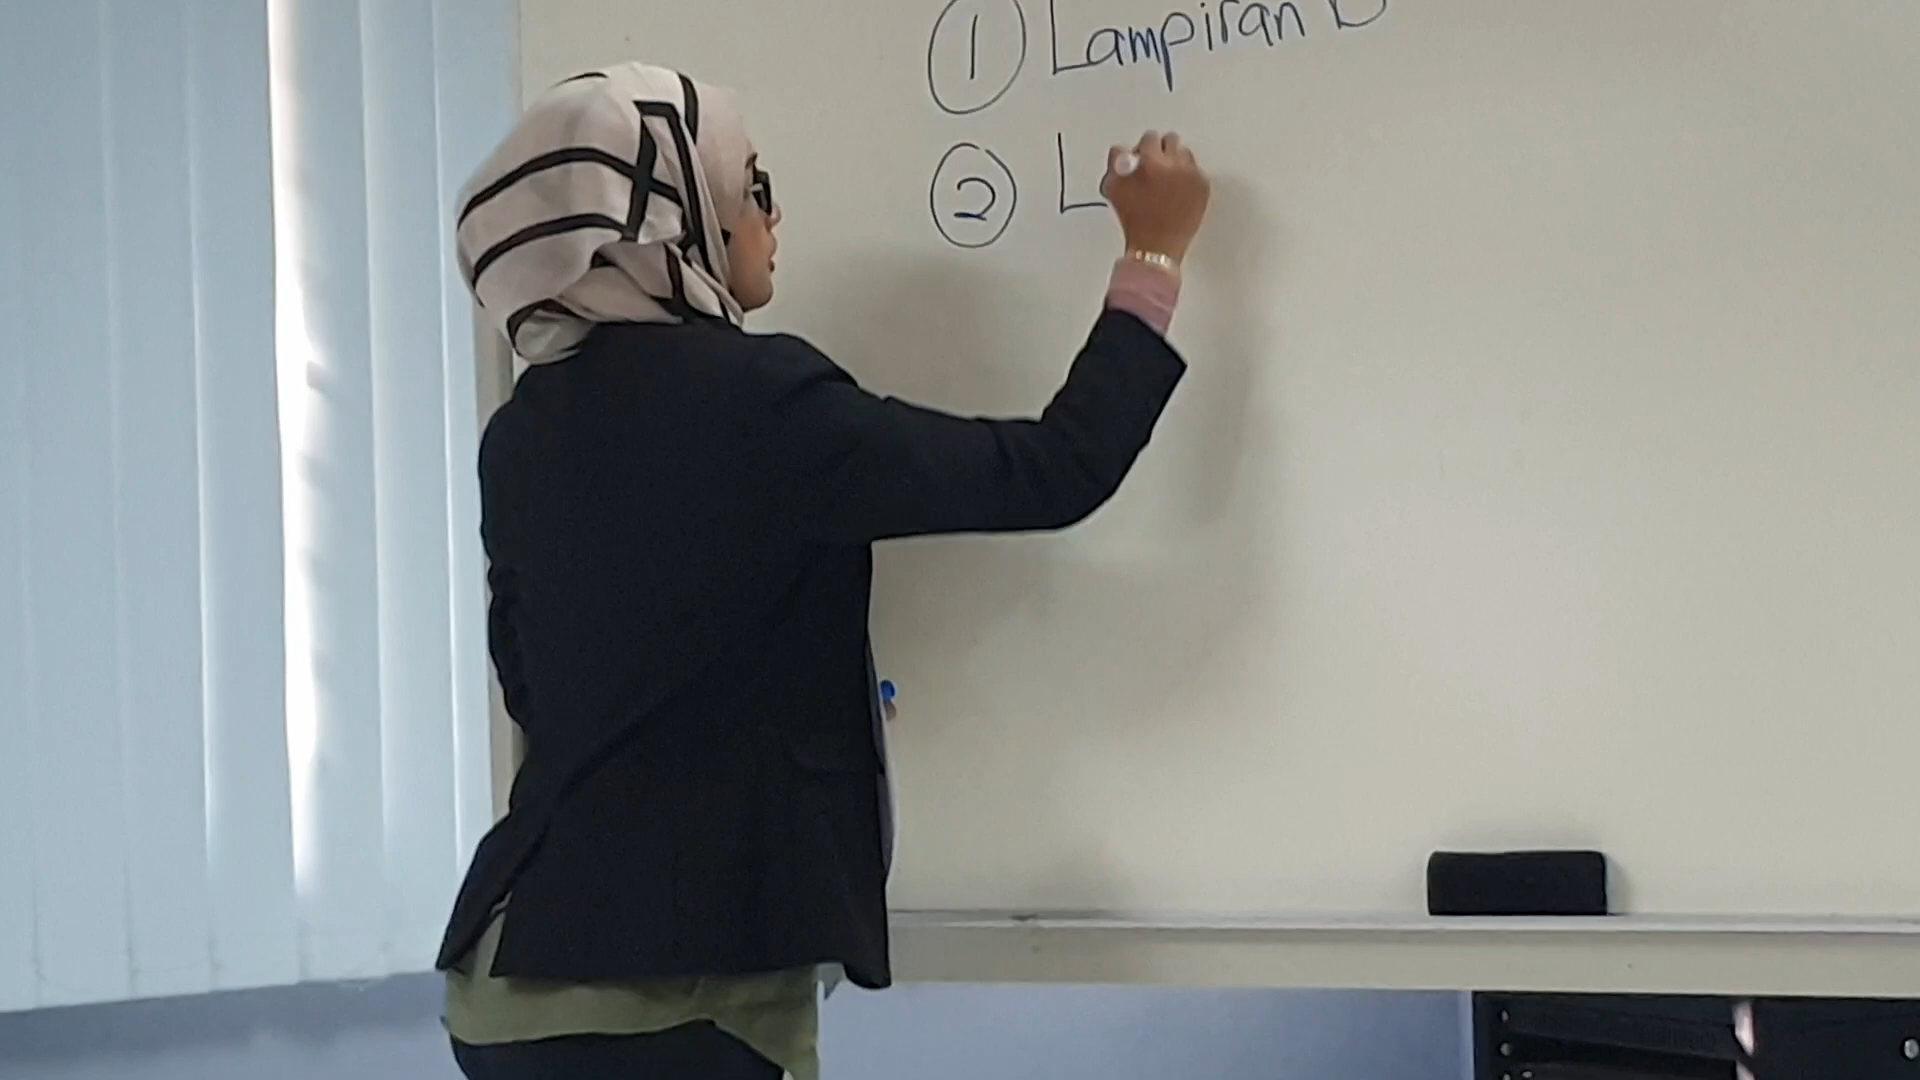 ① Lampiran
② L